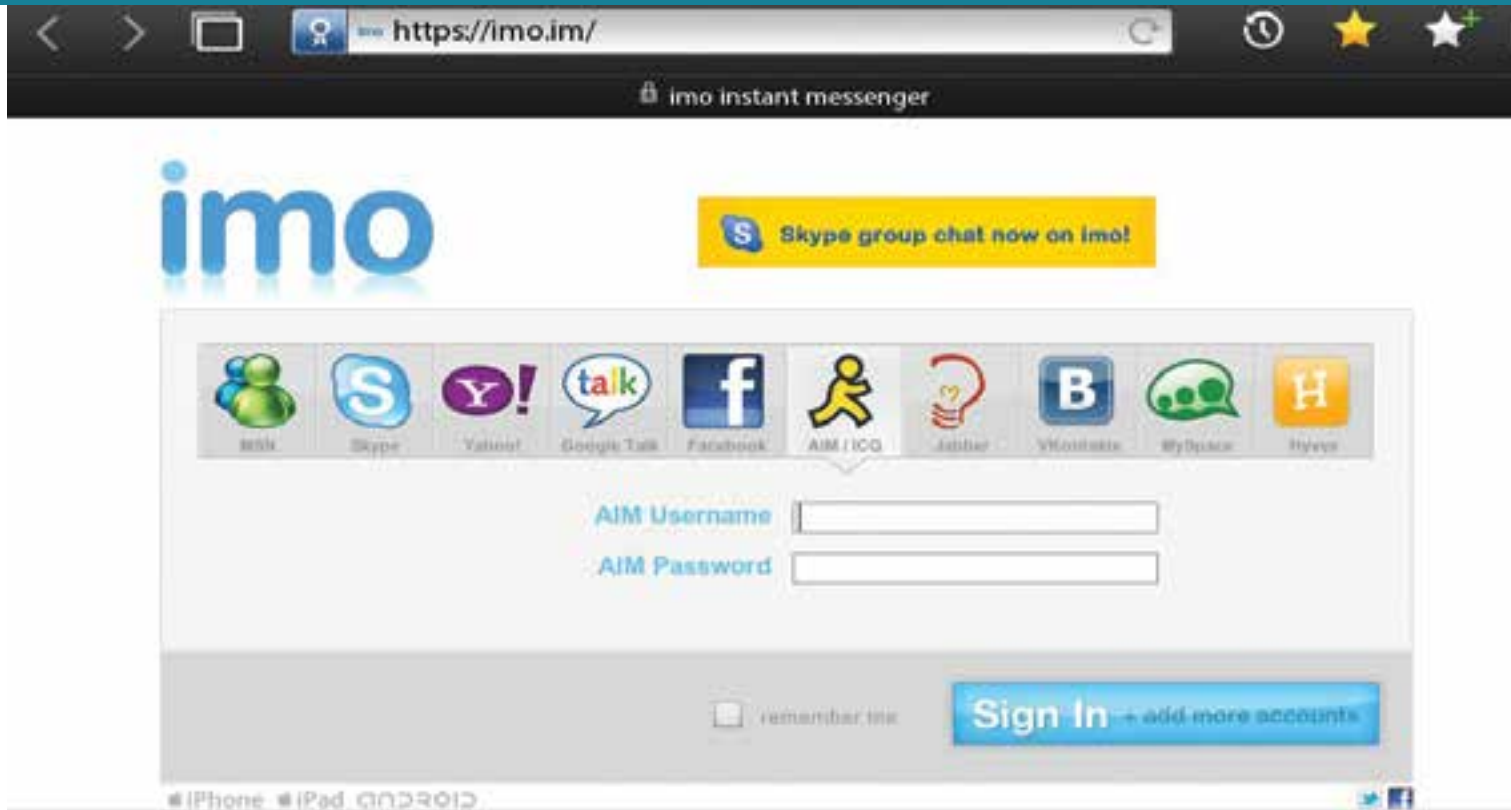 imo https://imo.im/
imo instant messenger
imo
S Skype group chat now on imo!
S Y! talk f B H
MSN Skype Yahoo! Google Talk Facebook AIM / ICQ Jabber VKontakte MySpace Hyves
AIM Username
AIM Password
remember me Sign In + add more accounts
iPhone iPad ANDROID f